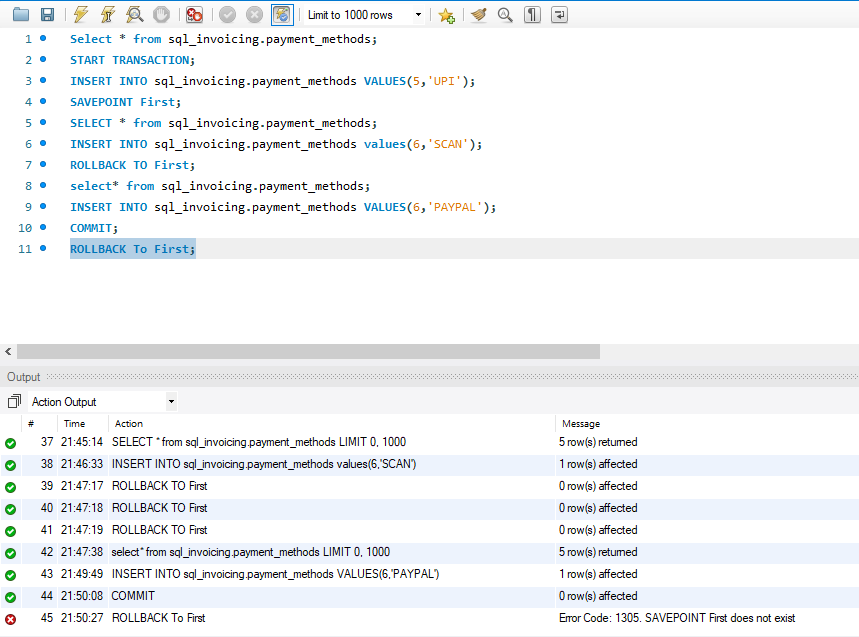 Limit to 1000 rows
1 Select * from sql_invoicing.payment_methods;
2 START TRANSACTION;
3 INSERT INTO sql_invoicing.payment_methods VALUES(5,'UPI');
4 SAVEPOINT First;
5 SELECT * from sql_invoicing.payment_methods;
6 INSERT INTO sql_invoicing.payment_methods values(6,'SCAN');
7 ROLLBACK TO First;
8 select* from sql_invoicing.payment_methods;
9 INSERT INTO sql_invoicing.payment_methods VALUES(6,'PAYPAL');
10 COMMIT;
11 ROLLBACK To First;
Output
Action Output
# Time Action Message
37 21:45:14 SELECT * from sql_invoicing.payment_methods LIMIT 0, 1000 5 row(s) returned
38 21:46:33 INSERT INTO sql_invoicing.payment_methods values(6,'SCAN') 1 row(s) affected
39 21:47:17 ROLLBACK TO First 0 row(s) affected
40 21:47:18 ROLLBACK TO First 0 row(s) affected
41 21:47:19 ROLLBACK TO First 0 row(s) affected
42 21:47:38 select* from sql_invoicing.payment_methods LIMIT 0, 1000 5 row(s) returned
43 21:49:49 INSERT INTO sql_invoicing.payment_methods VALUES(6,'PAYPAL') 1 row(s) affected
44 21:50:08 COMMIT 0 row(s) affected
45 21:50:27 ROLLBACK To First Error Code: 1305. SAVEPOINT First does not exist